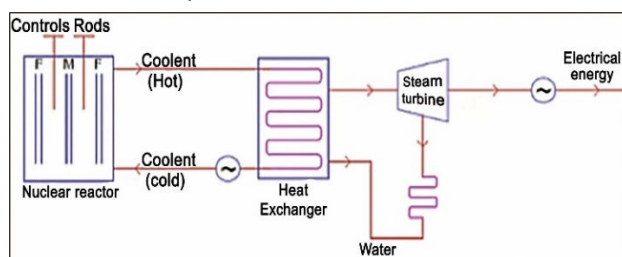 Controls Rods
F M F
Nuclear reactor
Coolent
(Hot)
Coolent
(cold)
Heat
Exchanger
Steam
turbine
Water
Electrical
energy